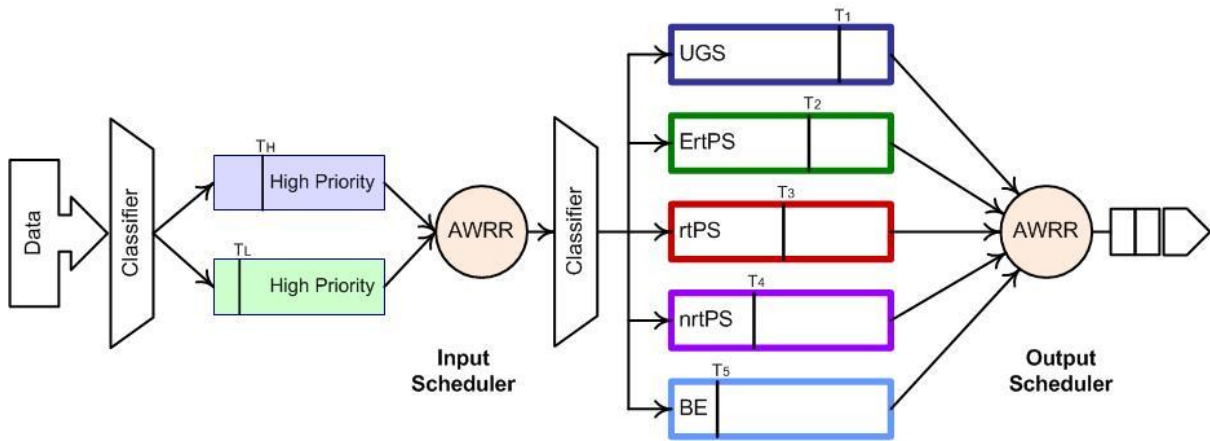 Data
Classifier
TH
High Priority
TL
High Priority
AWRR
Input
Scheduler
Classifier
T1
UGS
T2
ErtPS
T3
rtPS
T4
nrtPS
T5
BE
AWRR
Output
Scheduler